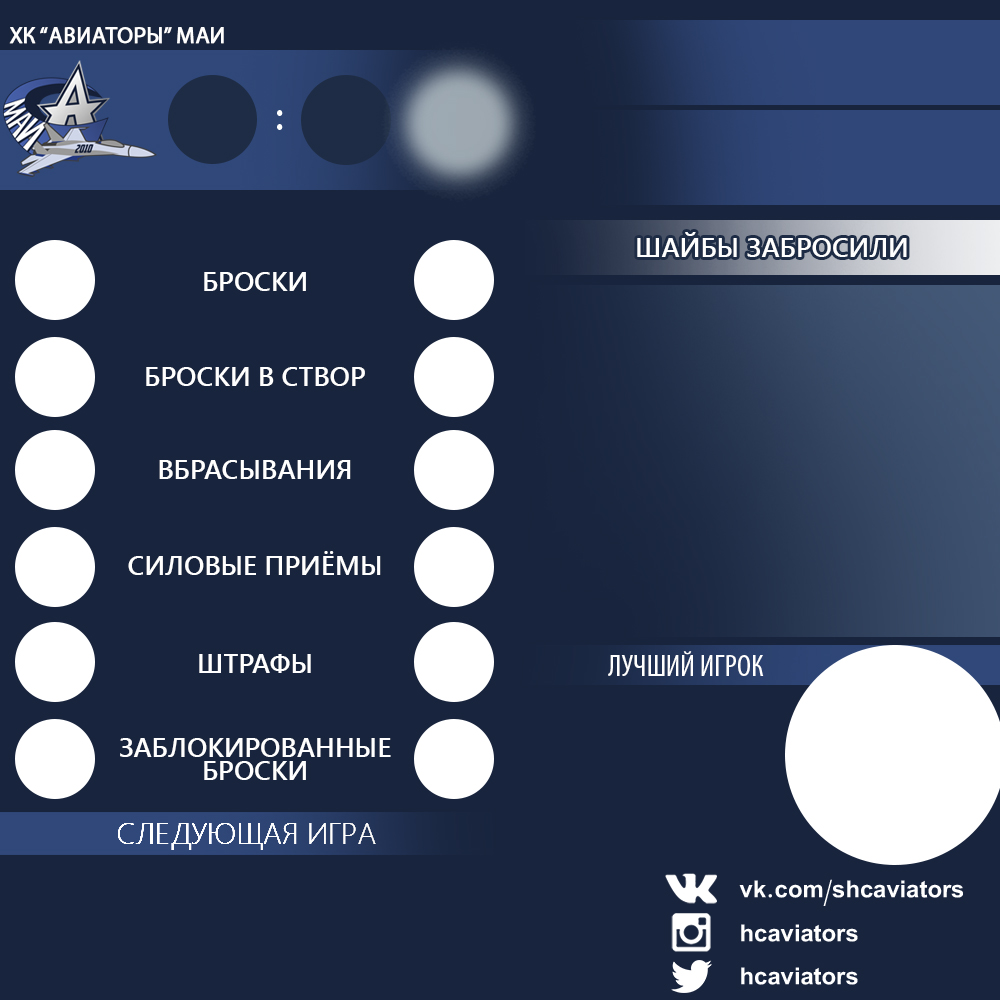 ХК “АВИАТОРЫ” МАИ
А
МАИ
2010
:
БРОСКИ
БРОСКИ В СТВОР
ВБРАСЫВАНИЯ
СИЛОВЫЕ ПРИЁМЫ
ШТРАФЫ
ЗАБЛОКИРОВАННЫЕ
БРОСКИ
СЛЕДУЮЩАЯ ИГРА
ШАЙБЫ ЗАБРОСИЛИ
ЛУЧШИЙ ИГРОК
vk.com/shcaviators
hcaviators
hcaviators